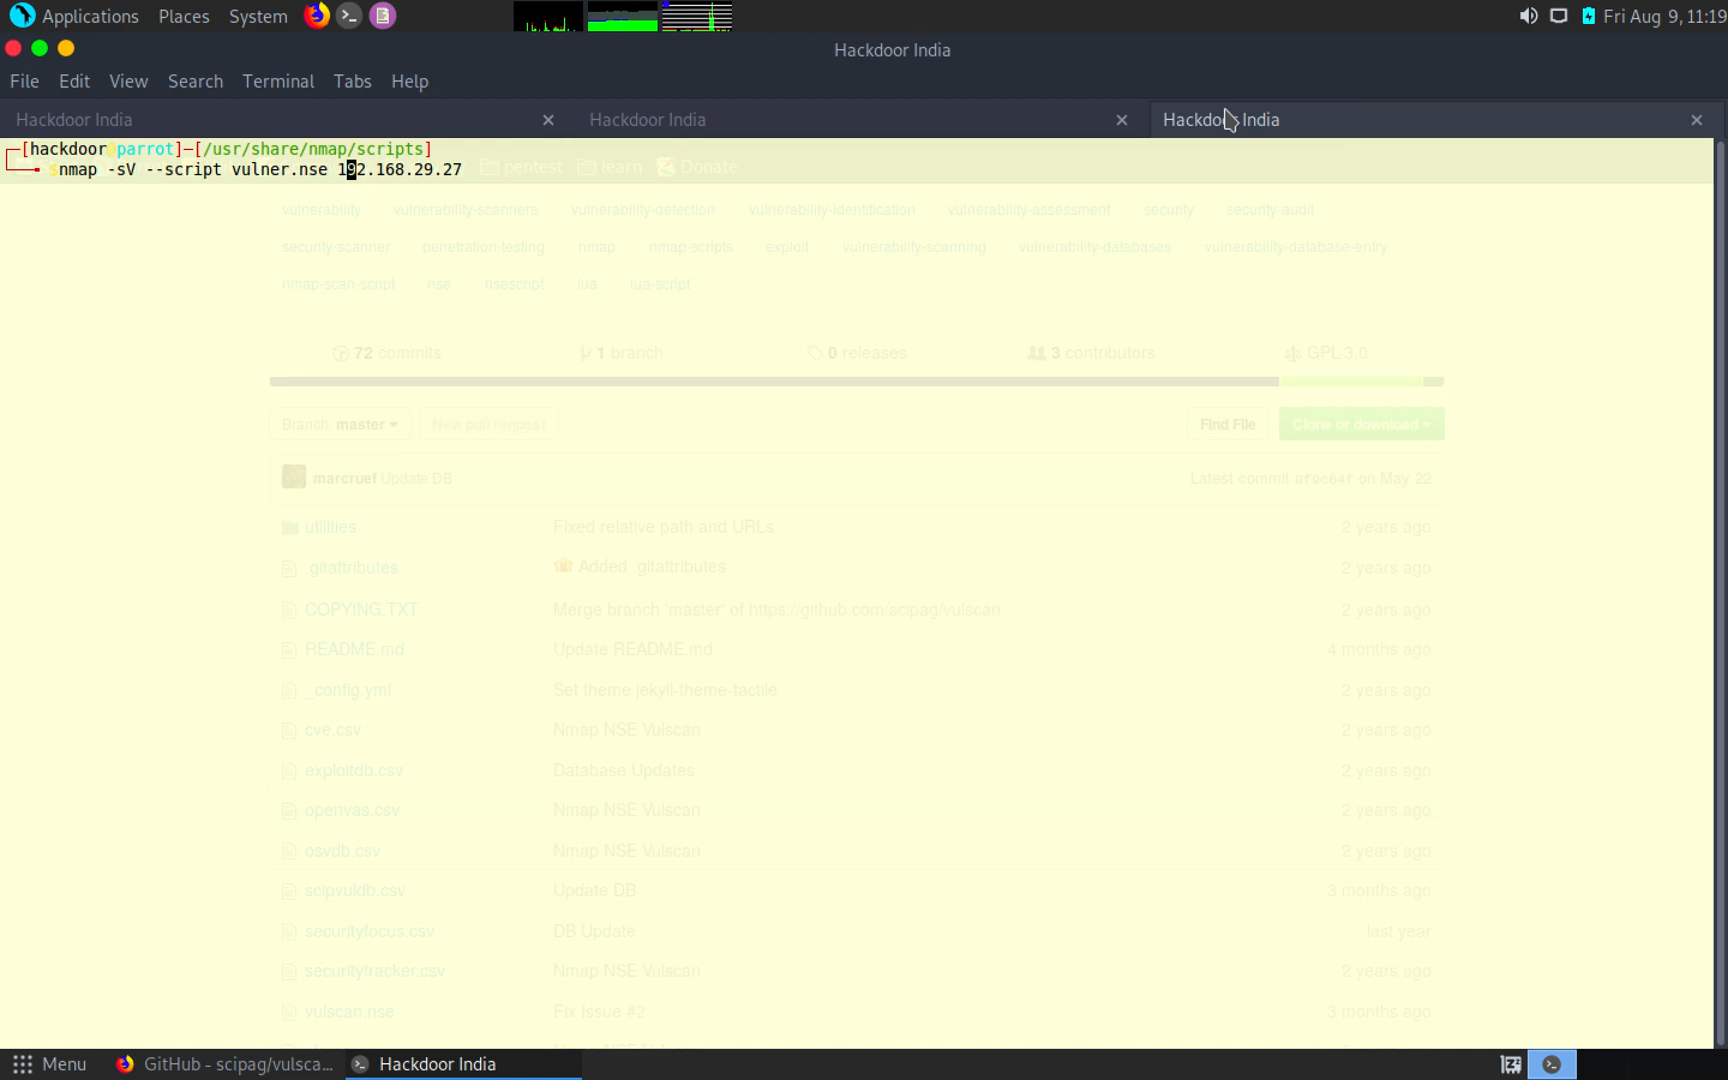 Applications Places System Fri Aug 9, 11:19
Hackdoor India
File Edit View Search Terminal Tabs Help
Hackdoor India Hackdoor India Hackdoor India
[hackdoor@parrot]─[/usr/share/nmap/scripts]
$nmap -sV --script vulner.nse 192.168.29.27
pentest learn Donate
vulnerability vulnerability-scanners vulnerability-detection vulnerability-identification vulnerability-assessment security security-audit
security-scanner penetration-testing nmap nmap-scripts exploit vulnerability-scanning vulnerability-databases vulnerability-database-entry
nmap-scan-script nse nsescript lua lua-script
72 commits 1 branch 0 releases 3 contributors GPL-3.0
Branch: master New pull request Find File Clone or download
marcruef Update DB Latest commit on May 22
utilities Fixed relative path and URLs 2 years ago
.gitattributes Added .gitattributes 2 years ago
COPYING.TXT Merge branch 'master' of https://github.com/scipag/vulscan 2 years ago
README.md Update README.md 4 months ago
_config.yml Set theme jekyll-theme-tactile 2 years ago
cve.csv Nmap NSE Vulscan 2 years ago
exploitdb.csv Database Updates 2 years ago
openvas.csv Nmap NSE Vulscan 2 years ago
osvdb.csv Nmap NSE Vulscan 2 years ago
scipvuldb.csv Update DB 3 months ago
securityfocus.csv DB Update last year
securitytracker.csv Nmap NSE Vulscan 2 years ago
vulscan.nse Fix Issue #2 3 months ago
Menu GitHub - scipag/vulsca... Hackdoor India